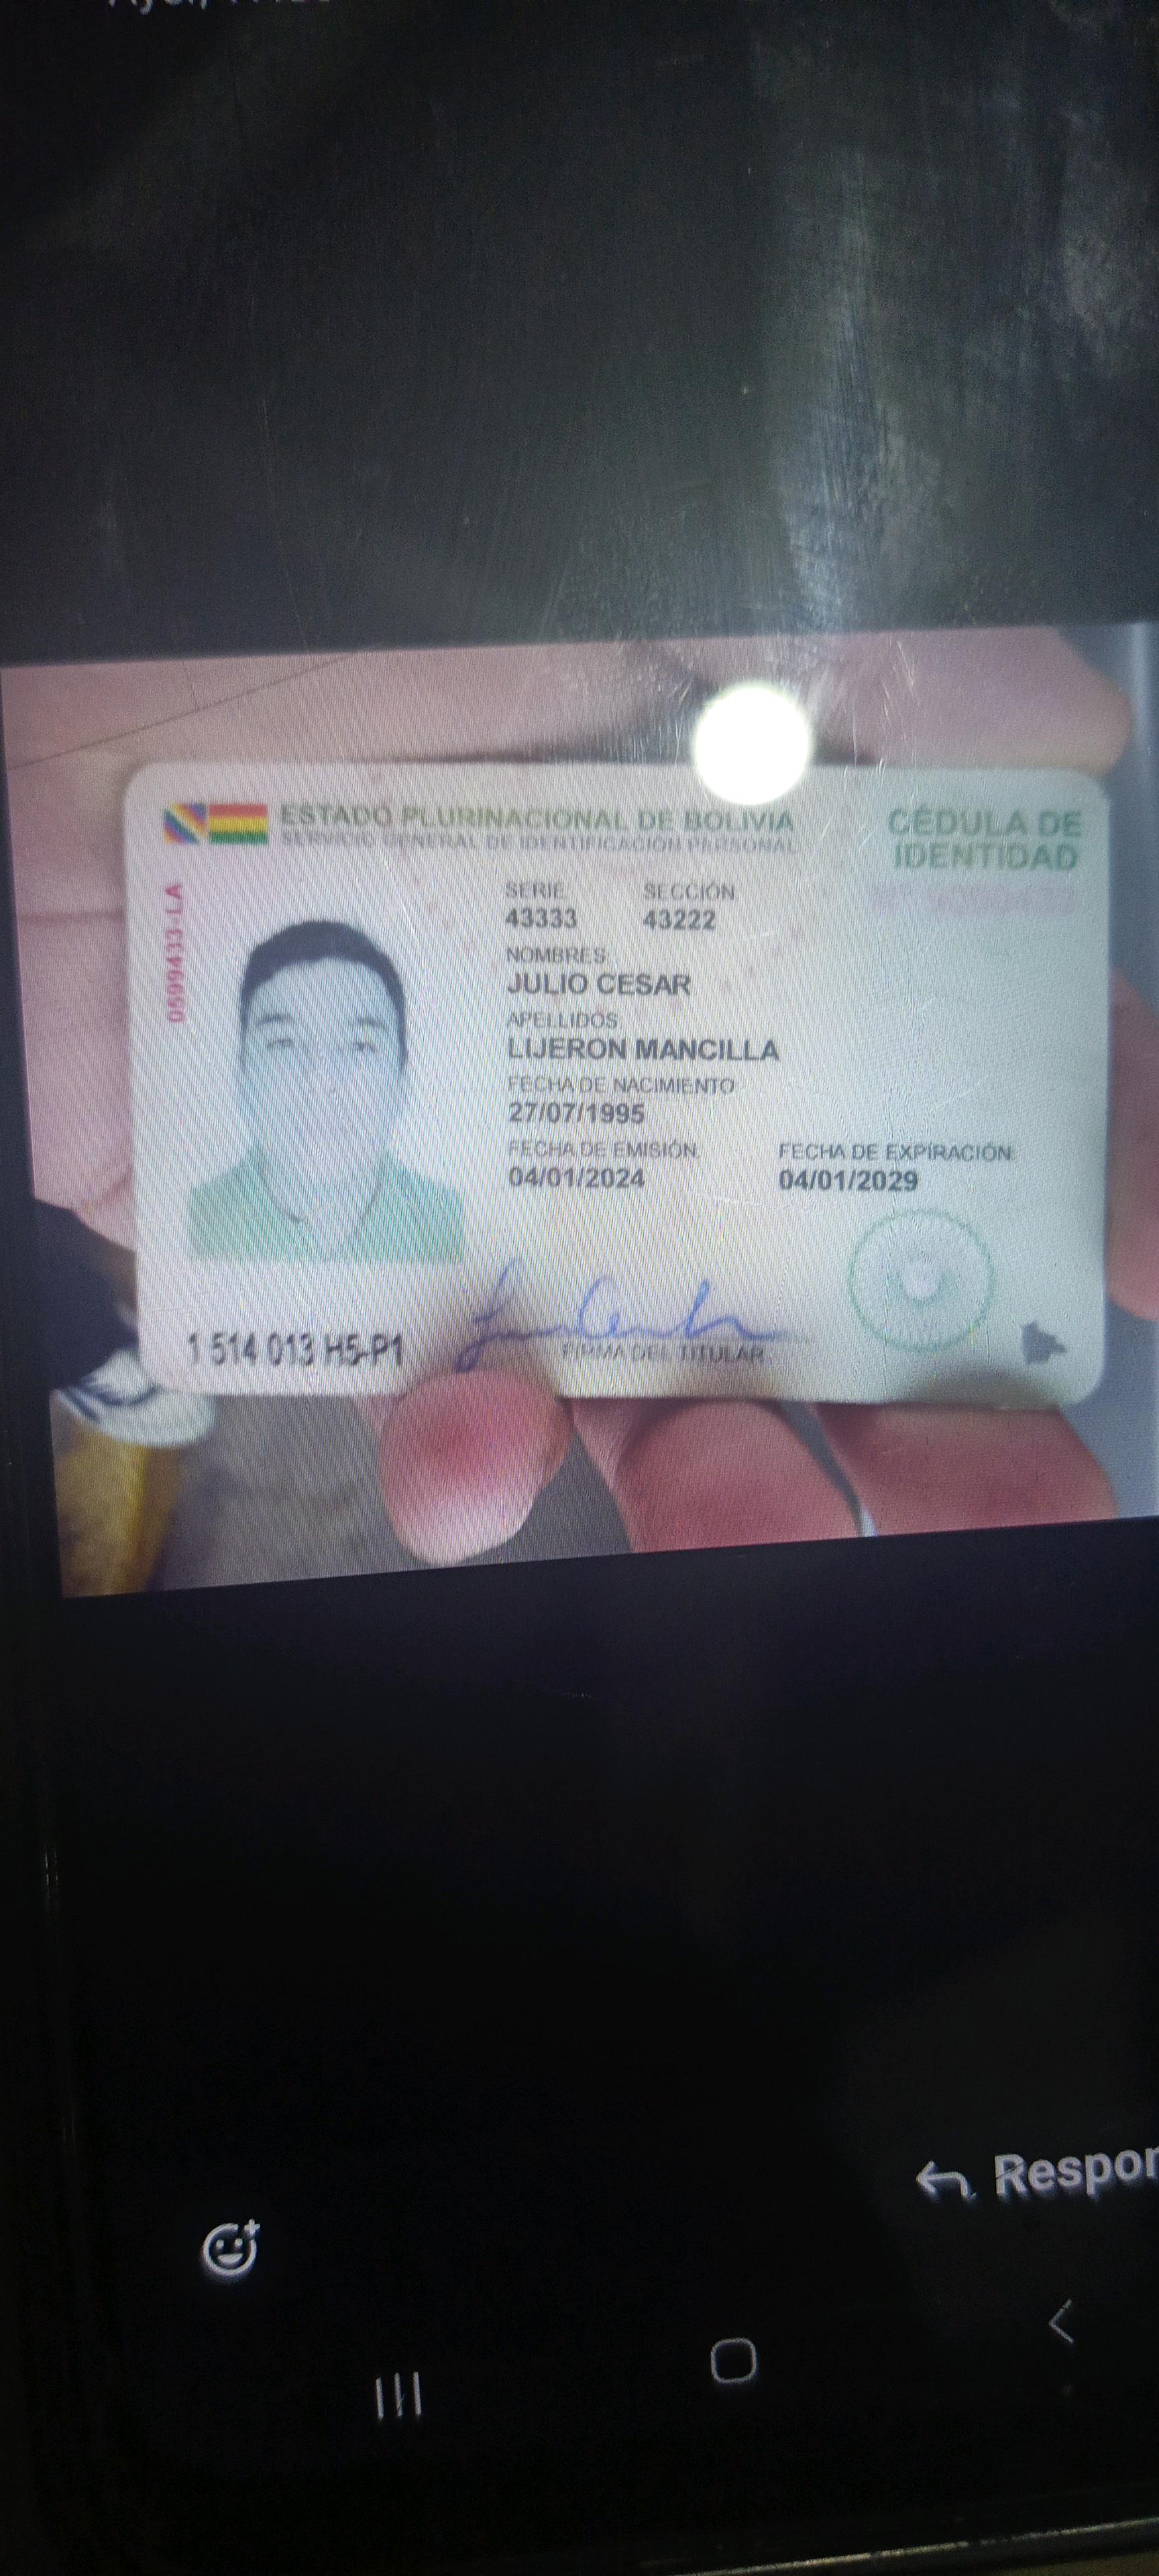 ESTADO PLURINACIONAL DE BOLIVIA
SERVICIO GENERAL DE IDENTIFICACIÓN PERSONAL
CÉDULA DE
IDENTIDAD
0599433-LA
SERIE SECCIÓN
43333 43222
NOMBRES:
JULIO CESAR
APELLIDOS:
LIJERON MANCILLA
FECHA DE NACIMIENTO
27/07/1995
FECHA DE EMISIÓN: FECHA DE EXPIRACIÓN:
04/01/2024 04/01/2029
1 514 013 H5-P1
FIRMA DEL TITULAR
Respon